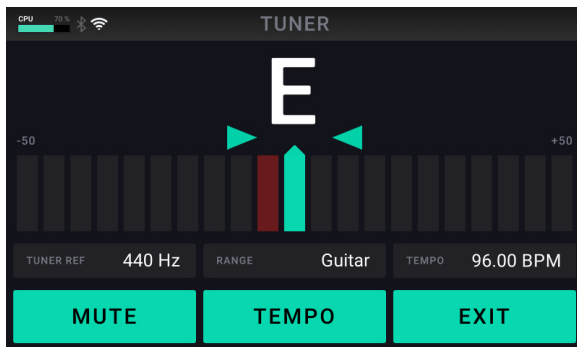 CPU 70 % TUNER
E
-50 +50
TUNER REF 440 Hz RANGE Guitar TEMPO 96.00 BPM
MUTE TEMPO EXIT